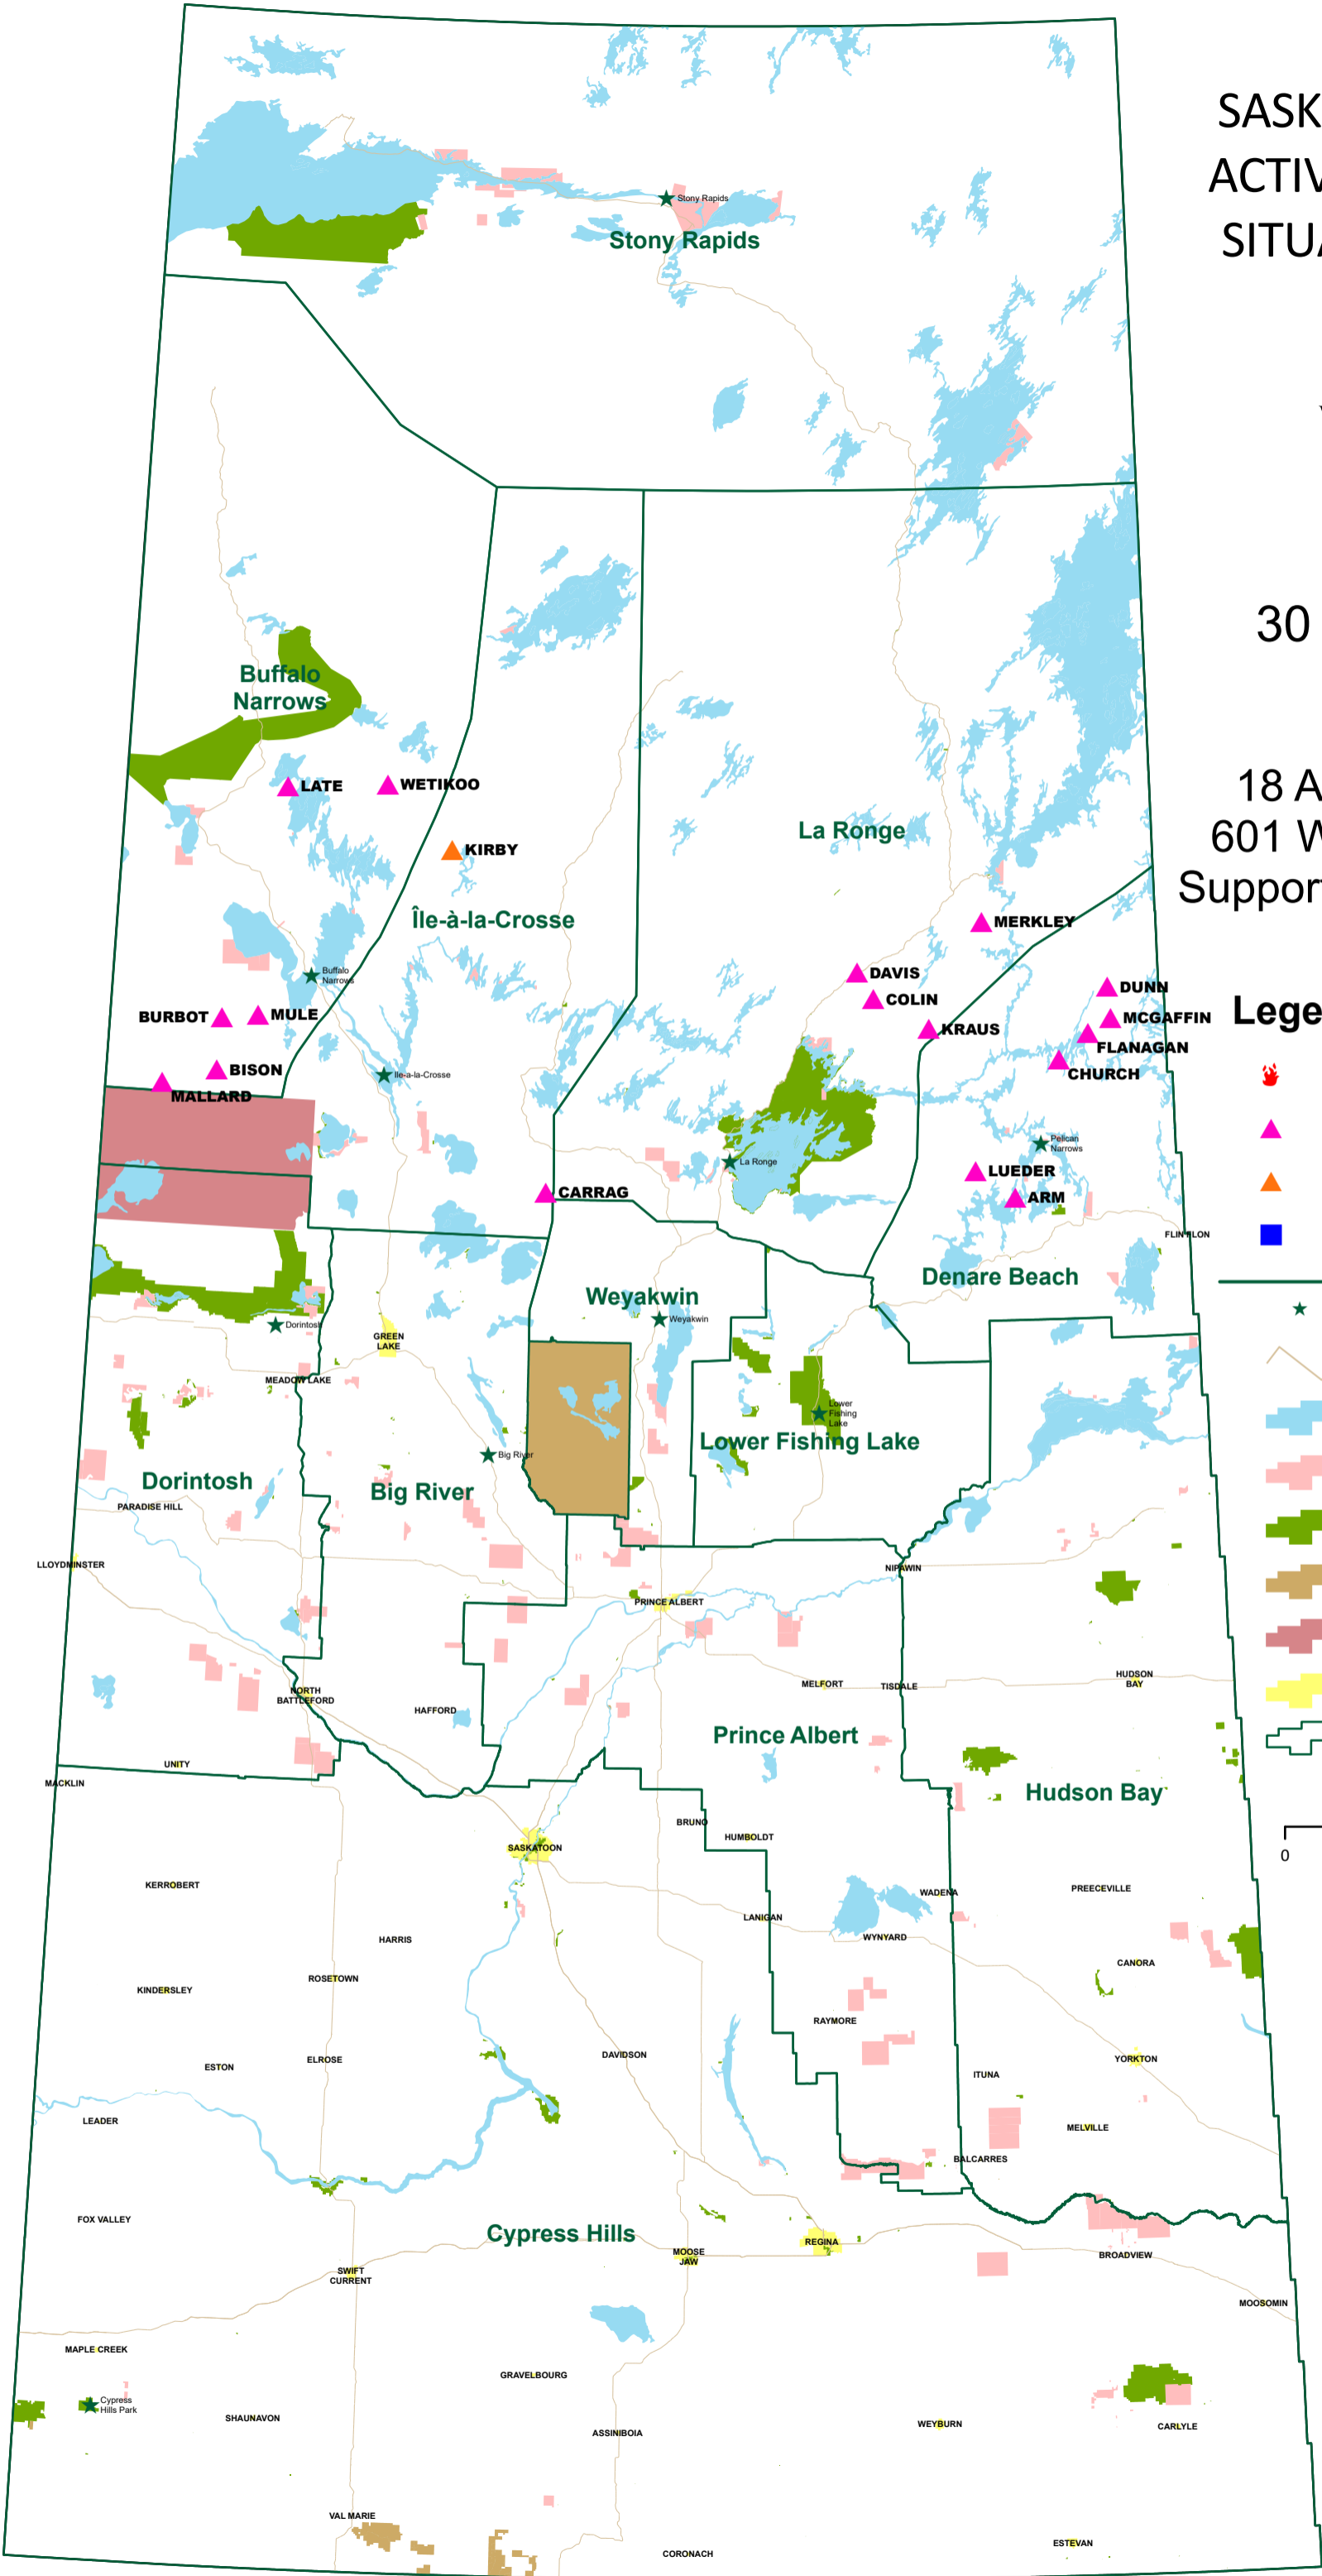 SASK
ACTIV
SITUA
Stony Rapids
Stony Rapids
30
Buffalo
Narrows
LATE
WETIKOO
18 A
601 W
Support
KIRBY
La Ronge
Île-à-la-Crosse
MERKLEY
Buffalo
Narrows
DAVIS
COLIN
DUNN
BURBOT
MULE
KRAUS
MCGAFFIN
FLANAGAN
Lege
BISON
Ile-a-la-Crosse
CHURCH
MALLARD
Pelican
Narrows
La Ronge
LUEDER
CARRAG
ARM
FLIN FLON
Denare Beach
Weyakwin
Weyakwin
Dorintosh
GREEN
LAKE
MEADOW LAKE
Lower
Fishing
Lake
Lower Fishing Lake
Big River
Dorintosh
Big River
PARADISE HILL
LLOYDMINSTER
NIPAWIN
PRINCE ALBERT
HUDSON
BAY
MELFORT
TISDALE
NORTH
BATTLEFORD
HAFFORD
Prince Albert
UNITY
MACKLIN
Hudson Bay
BRUNO
HUMBOLDT
SASKATOON
0
KERROBERT
PREECEVILLE
WADENA
LANIGAN
WYNYARD
HARRIS
CANORA
ROSETOWN
KINDERSLEY
RAYMORE
DAVIDSON
YORKTON
ELROSE
ESTON
ITUNA
LEADER
MELVILLE
BALCARRES
FOX VALLEY
Cypress Hills
REGINA
MOOSE
JAW
BROADVIEW
SWIFT
CURRENT
MOOSOMIN
MAPLE CREEK
GRAVELBOURG
Cypress
Hills Park
SHAUNAVON
WEYBURN
CARLYLE
ASSINIBOIA
VAL MARIE
ESTEVAN
CORONACH